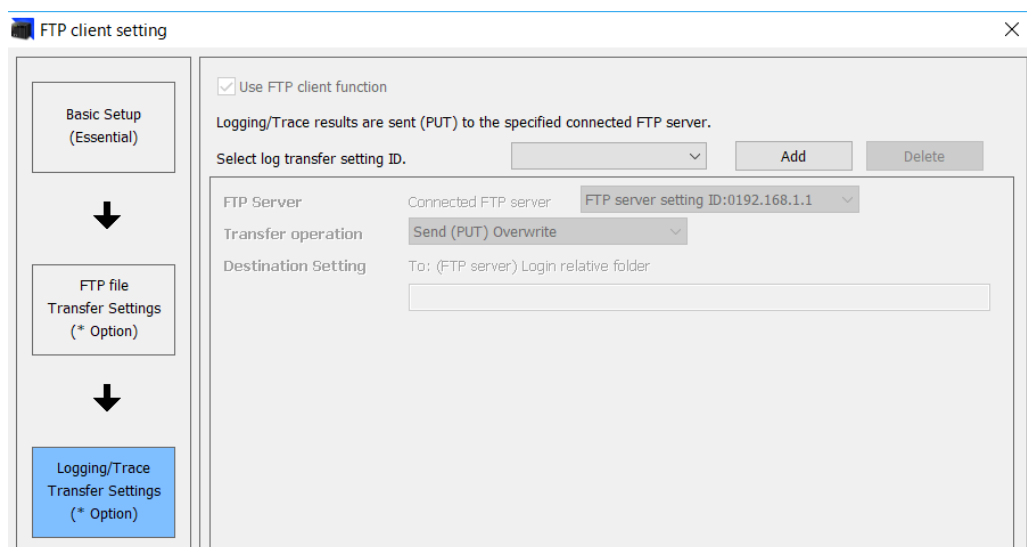 FTP client setting
Basic Setup
(Essential)
FTP file
Transfer Settings
(* Option)
Logging/Trace
Transfer Settings
(* Option)
Use FTP client function
Logging/Trace results are sent (PUT) to the specified connected FTP server.
Select log transfer setting ID.
Add
Delete
FTP Server
Connected FTP server
FTP server setting ID:0192.168.1.1
Transfer operation
Send (PUT) Overwrite
Destination Setting
To: (FTP server) Login relative folder